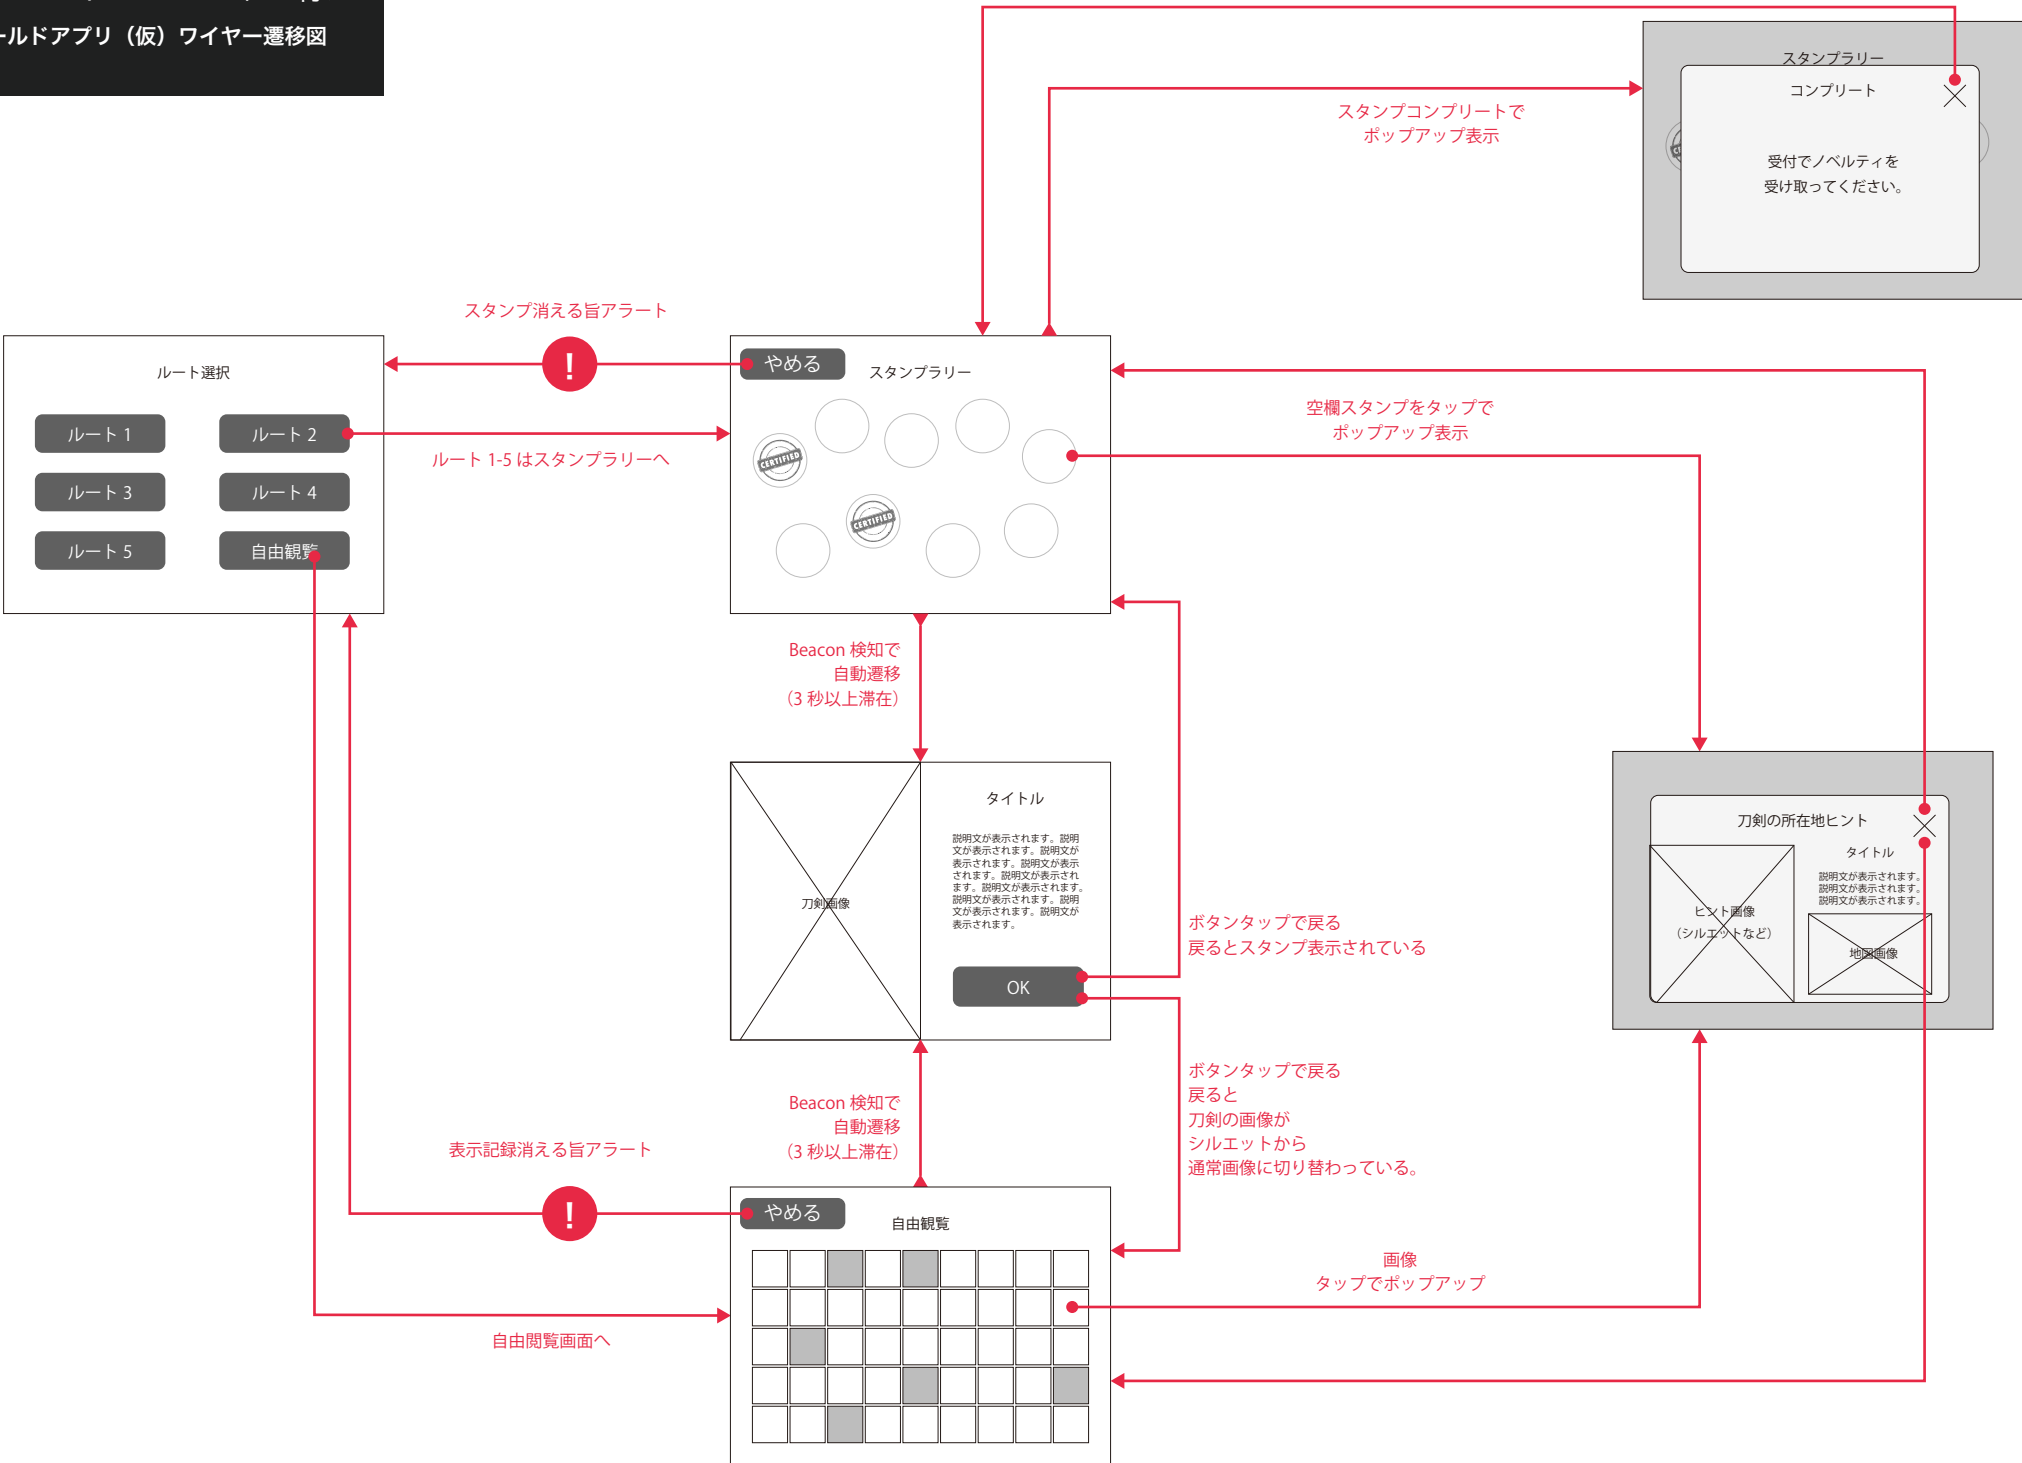 ールドアプリ（仮）ワイヤー遷移図
スタンプラリー
コンプリート
受付でノベルティを
受け取ってください。
スタンプコンプリートで
ポップアップ表示
スタンプ消える旨アラート
!
ルート選択
ルート 1
ルート 2
ルート 3
ルート 4
ルート 5
自由観覧
ルート 1-5 はスタンプラリーへ
やめる
スタンプラリー
CERTIFIED
CERTIFIED
空欄スタンプをタップで
ポップアップ表示
Beacon 検知で
自動遷移
（3 秒以上滞在）
刀剣画像
タイトル
説明文が表示されます。説明
文が表示されます。説明文が
表示されます。説明文が表示
されます。説明文が表示され
ます。説明文が表示されます。
説明文が表示されます。説明
文が表示されます。説明文が
表示されます。
OK
ボタンタップで戻る
戻るとスタンプ表示されている
刀剣の所在地ヒント
タイトル
説明文が表示されます。
説明文が表示されます。
説明文が表示されます。
ヒント画像
（シルエットなど）
地図画像
ボタンタップで戻る
戻ると
刀剣の画像が
シルエットから
通常画像に切り替わっている。
Beacon 検知で
自動遷移
（3 秒以上滞在）
表示記録消える旨アラート
!
やめる
自由観覧
画像
タップでポップアップ
自由閲覧画面へ